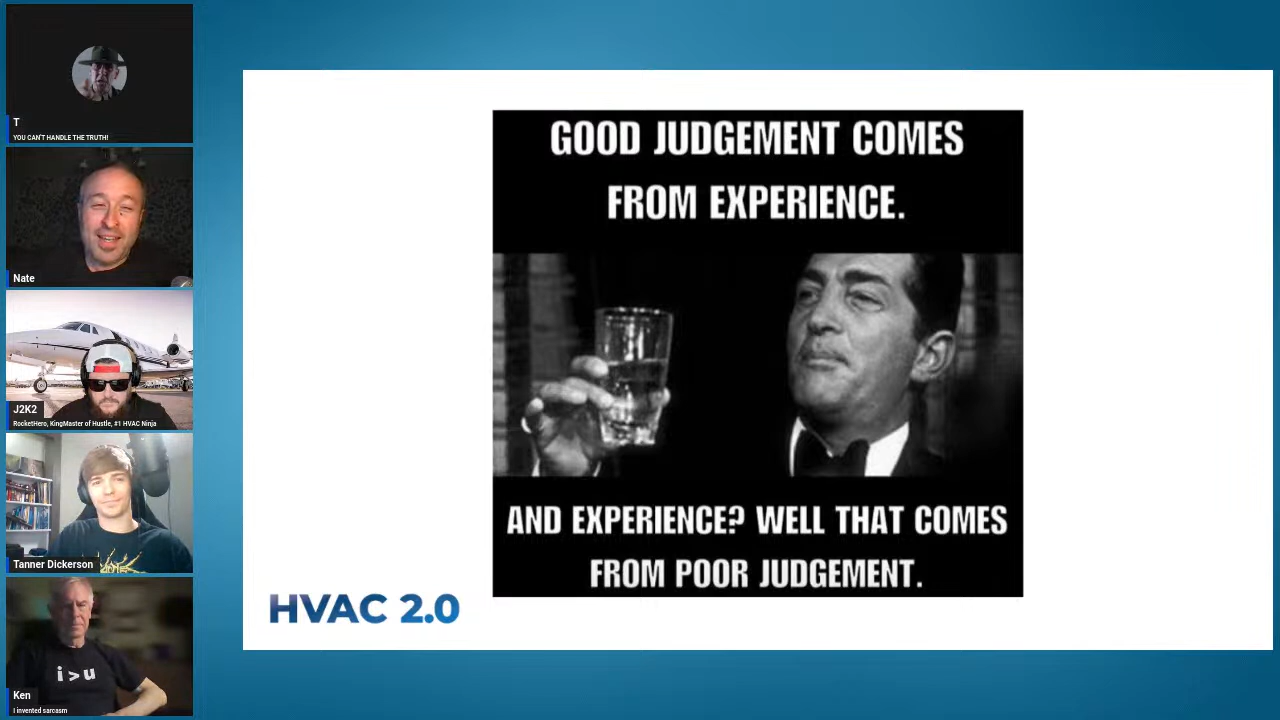 T
YOU CAN'T HANDLE THE TRUTH!
Nate
J2K2
RocketHero, KingMaster of Hustle, #1 HVAC Ninja
Tanner Dickerson
i>u
Ken
I invented sarcasm
GOOD JUDGEMENT COMES
FROM EXPERIENCE.
AND EXPERIENCE? WELL THAT COMES
FROM POOR JUDGEMENT.
HVAC 2.0